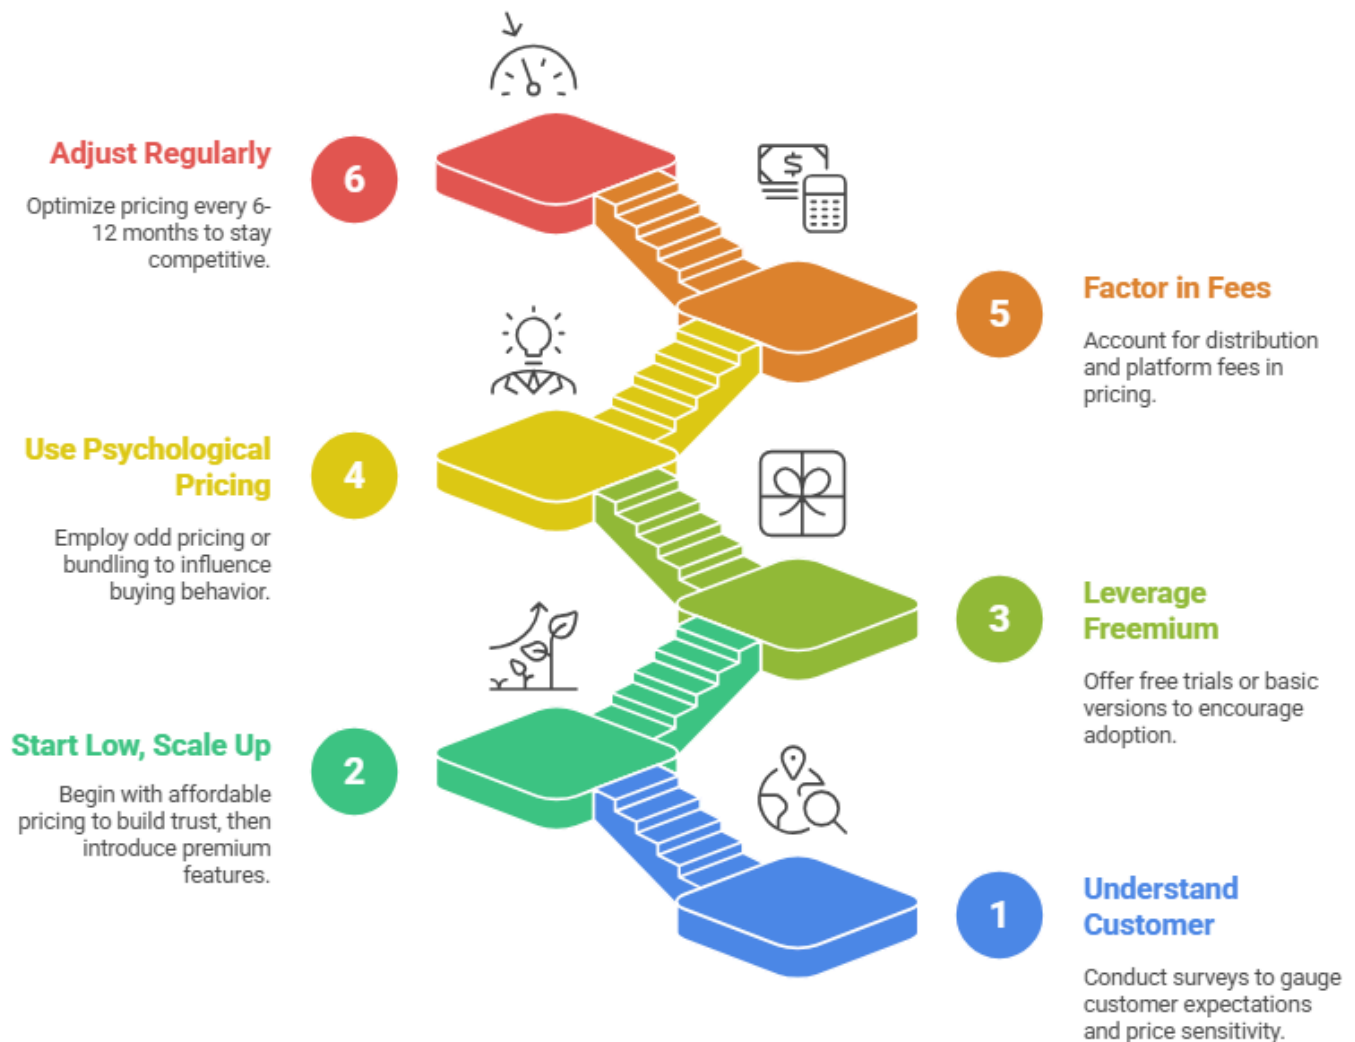 Adjust Regularly
6
Optimize pricing every 6-
12 months to stay
competitive.
$
Factor in Fees
5
Account for distribution
and platform fees in
pricing.
Use Psychological
Pricing
4
Employ odd pricing or
bundling to influence
buying behavior.
Leverage
Freemium
3
Offer free trials or basic
versions to encourage
adoption.
Start Low, Scale Up
2
Begin with affordable
pricing to build trust, then
introduce premium
features.
Understand
Customer
1
Conduct surveys to gauge
customer expectations
and price sensitivity.